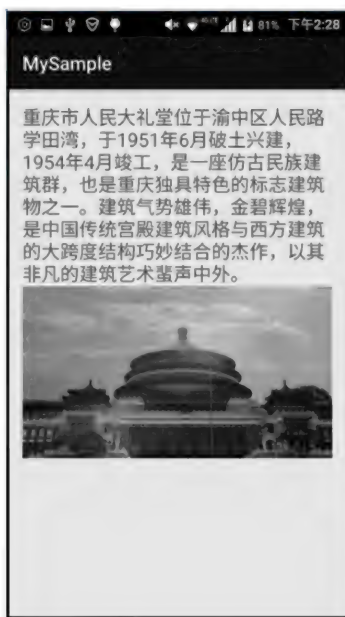 81% 下午2:28
MySample
重庆市人民大礼堂位于渝中区人民路
学田湾，于1951年6月破土兴建，
1954年4月竣工，是一座仿古民族建
筑群，也是重庆独具特色的标志建筑
物之一。建筑气势雄伟，金碧辉煌，
是中国传统宫殿建筑风格与西方建筑
的大跨度结构巧妙结合的杰作，以其
非凡的建筑艺术蜚声中外。